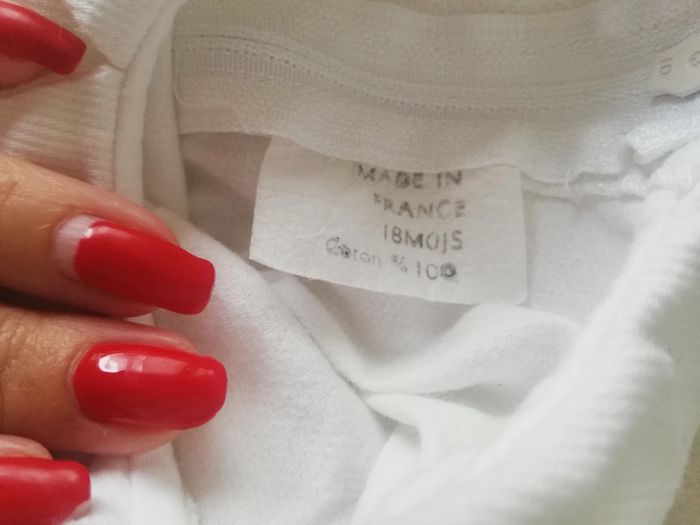 MADE IN
FRANCE
18MOIS
Coton % 100